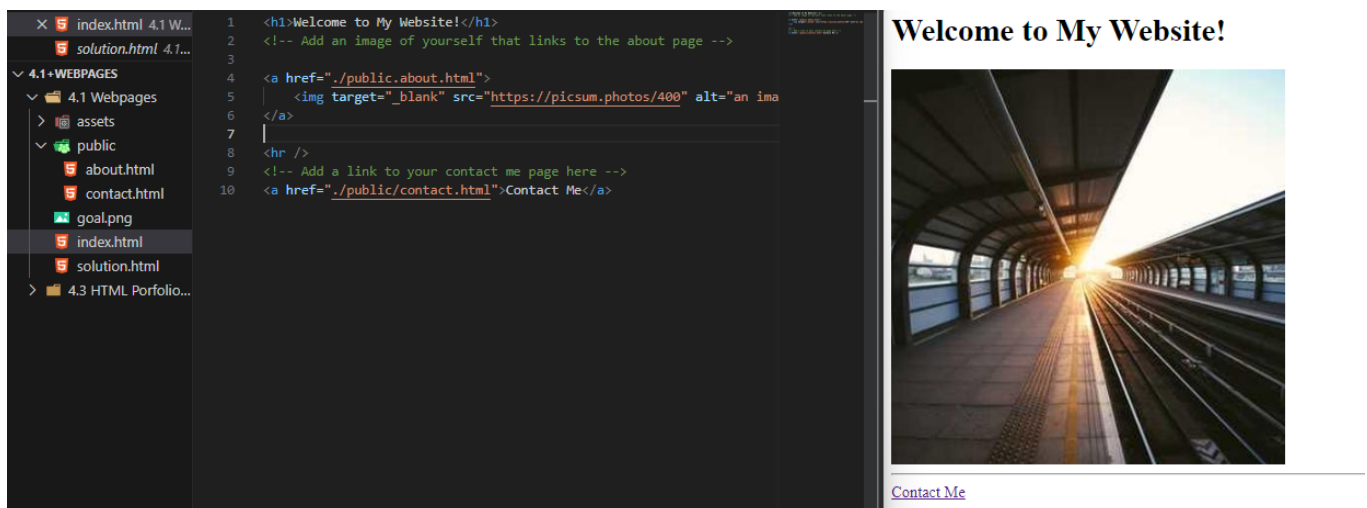 index.html 4.1 W...
solution.html 4.1...
4.1+WEBPAGES
4.1 Webpages
assets
public
about.html
contact.html
goal.png
index.html
solution.html
4.3 HTML Porfolio...
1 <h1>Welcome to My Website!</h1>
2 <!-- Add an image of yourself that links to the about page -->
3
4 <a href="./public.about.html">
5 <img target="_blank" src="https://picsum.photos/400" alt="an ima
6 </a>
7
8 <hr />
9 <!-- Add a link to your contact me page here -->
10 <a href="./public/contact.html">Contact Me</a>
Welcome to My Website!
Contact Me